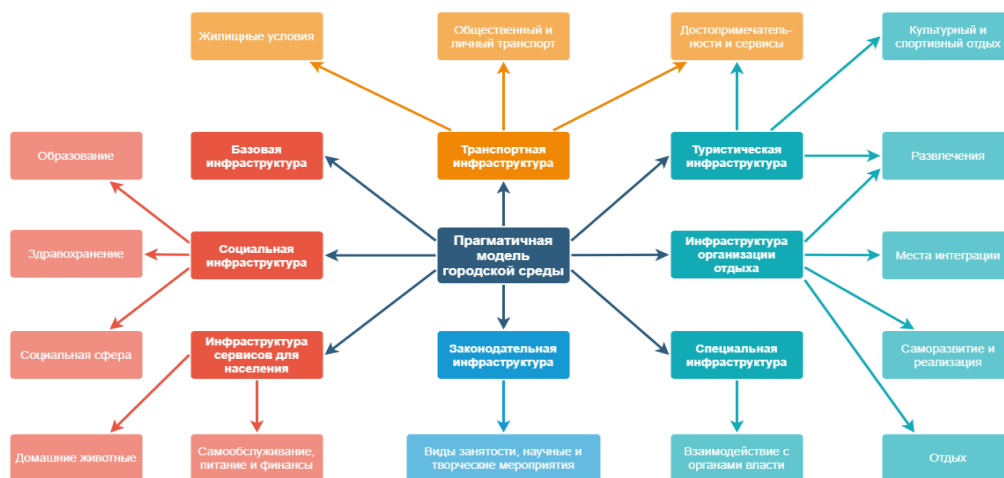 Жилищные условия
Общественный и
личный транспорт
Достопримечатель-
ности и сервисы
Культурный и
спортивный отдых
Образование
Базовая
инфраструктура
Транспортная
инфраструктура
Туристическая
инфраструктура
Развлечения
Здравохранение
Социальная
инфраструктура
Прагматичная
модель
городской среды
Инфраструктура
организации
отдыха
Места интеграции
Социальная сфера
Инфраструктура
сервисов для
населения
Законодательная
инфраструктура
Специальная
инфраструктура
Саморазвитие и
реализация
Домашние животные
Самообслуживание,
питание и финансы
Виды занятости, научные и
творческие мероприятия
Взаимодействие с
органами власти
Отдых